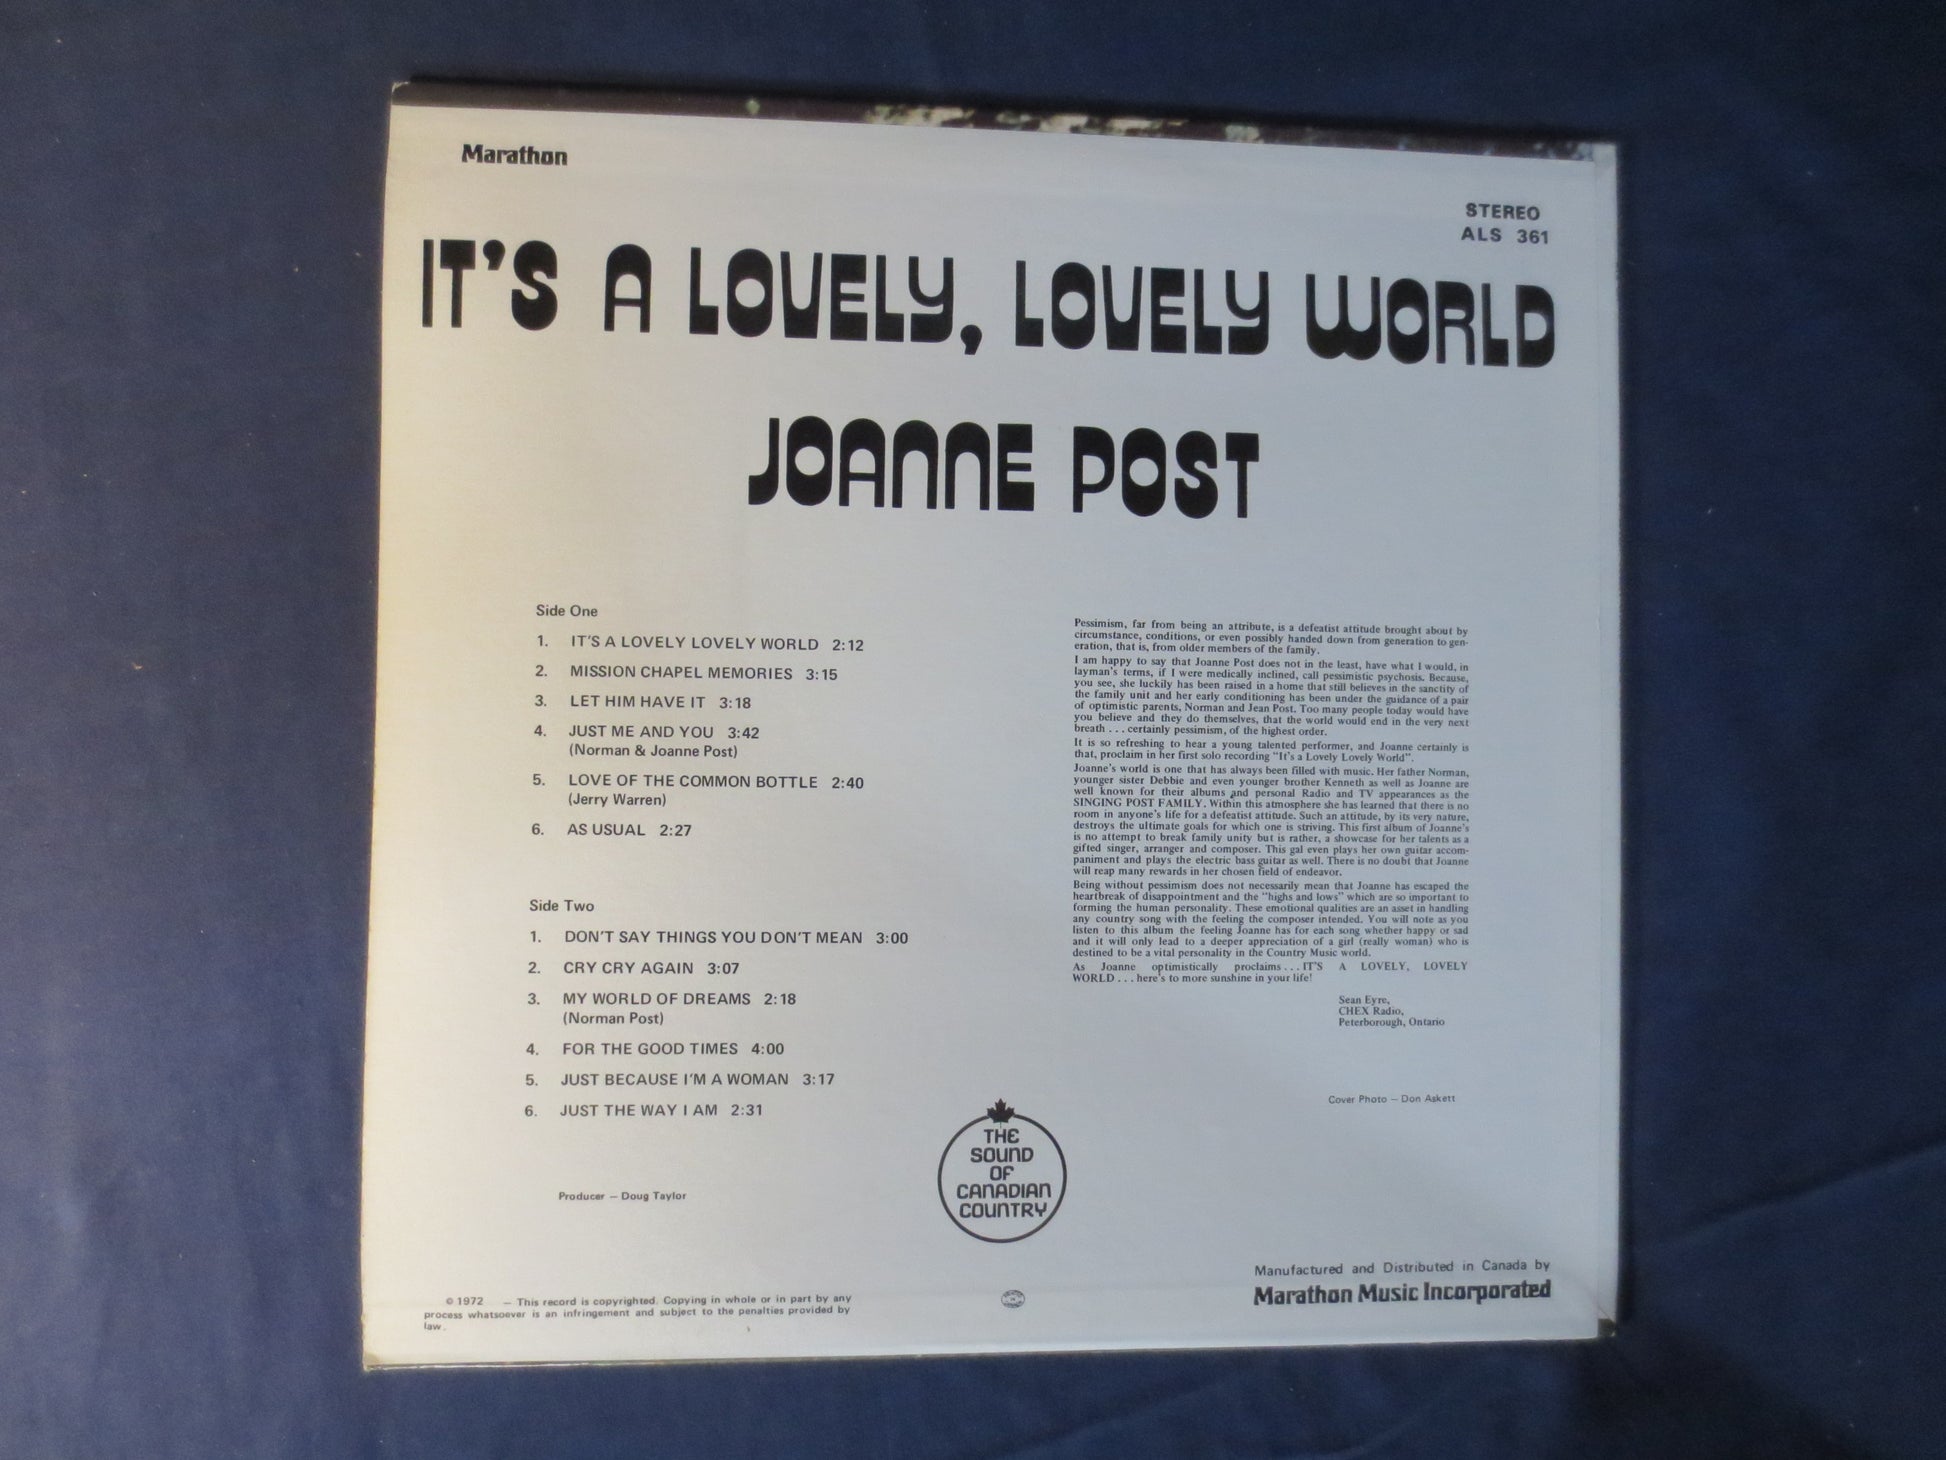 Marathon
STEREO
ALS 361
IT'S A LOVELY, LOVELY WORLD
JOANNE POST
Side One
1. IT'S A LOVELY LOVELY WORLD 2:12
2. MISSION CHAPEL MEMORIES 3:15
3. LET HIM HAVE IT 3:18
4. JUST ME AND YOU 3:42
(Norman & Joanne Post)
5. LOVE OF THE COMMON BOTTLE 2:40
(Jerry Warren)
6. AS USUAL 2:27
Side Two
1. DON'T SAY THINGS YOU DON'T MEAN 3:00
2. CRY CRY AGAIN 3:07
3. MY WORLD OF DREAMS 2:18
(Norman Post)
4. FOR THE GOOD TIMES 4:00
5. JUST BECAUSE I'M A WOMAN 3:17
6. JUST THE WAY I AM 2:31
Producer – Doug Taylor
Pessimism, far from being an attribute, is a defeatist attitude brought about by
circumstance, conditions, or even possibly handed down from generation to gen-
eration, that is, from older members of the family.
I am happy to say that Joanne Post does not in the least, have what I would, in
layman's terms, if I were medically inclined, call pessimistic psychosis. Because,
you see, she luckily has been raised in a home that still believes in the sanctity of
the family unit and her early conditioning has been under the guidance of a pair
of optimistic parents, Norman and Jean Post. Too many people today would have
you believe and they do themselves, that the world would end in the very next
breath . . . certainly pessimism, of the highest order.
It is so refreshing to hear a young talented performer, and Joanne certainly is
that, proclaim in her first solo recording "It's a Lovely Lovely World".
Joanne's world is one that has always been filled with music. Her father Norman,
younger sister Debbie and even younger brother Kenneth as well as Joanne are
well known for their albums and personal Radio and TV appearances as the
SINGING POST FAMILY. Within this atmosphere she has learned that there is no
room in anyone's life for a defeatist attitude. Such an attitude, by its very nature,
destroys the ultimate goals for which one is striving. This first album of Joanne's
is no attempt to break family unity but is rather, a showcase for her talents as a
gifted singer, arranger and composer. This gal even plays her own guitar accom-
paniment and plays the electric bass guitar as well. There is no doubt that Joanne
will reap many rewards in her chosen field of endeavor.
Being without pessimism does not necessarily mean that Joanne has escaped the
heartbreak of disappointment and the "highs and lows" which are so important to
forming the human personality. These emotional qualities are an asset in handling
any country song with the feeling the composer intended. You will note as you
listen to this album the feeling Joanne has for each song whether happy or sad
and it will only lead to a deeper appreciation of a girl (really woman) who is
destined to be a vital personality in the Country Music world.
As Joanne optimistically proclaims . . . IT'S A LOVELY, LOVELY
WORLD . . . here's to more sunshine in your life!
Sean Eyre,
CHEX Radio,
Peterborough, Ontario
Cover Photo – Don Askett
THE
SOUND
OF
CANADIAN
COUNTRY
© 1972 – This record is copyrighted. Copying in whole or in part by any
process whatsoever is an infringement and subject to the penalties provided by
law.
Manufactured and Distributed in Canada by
Marathon Music Incorporated